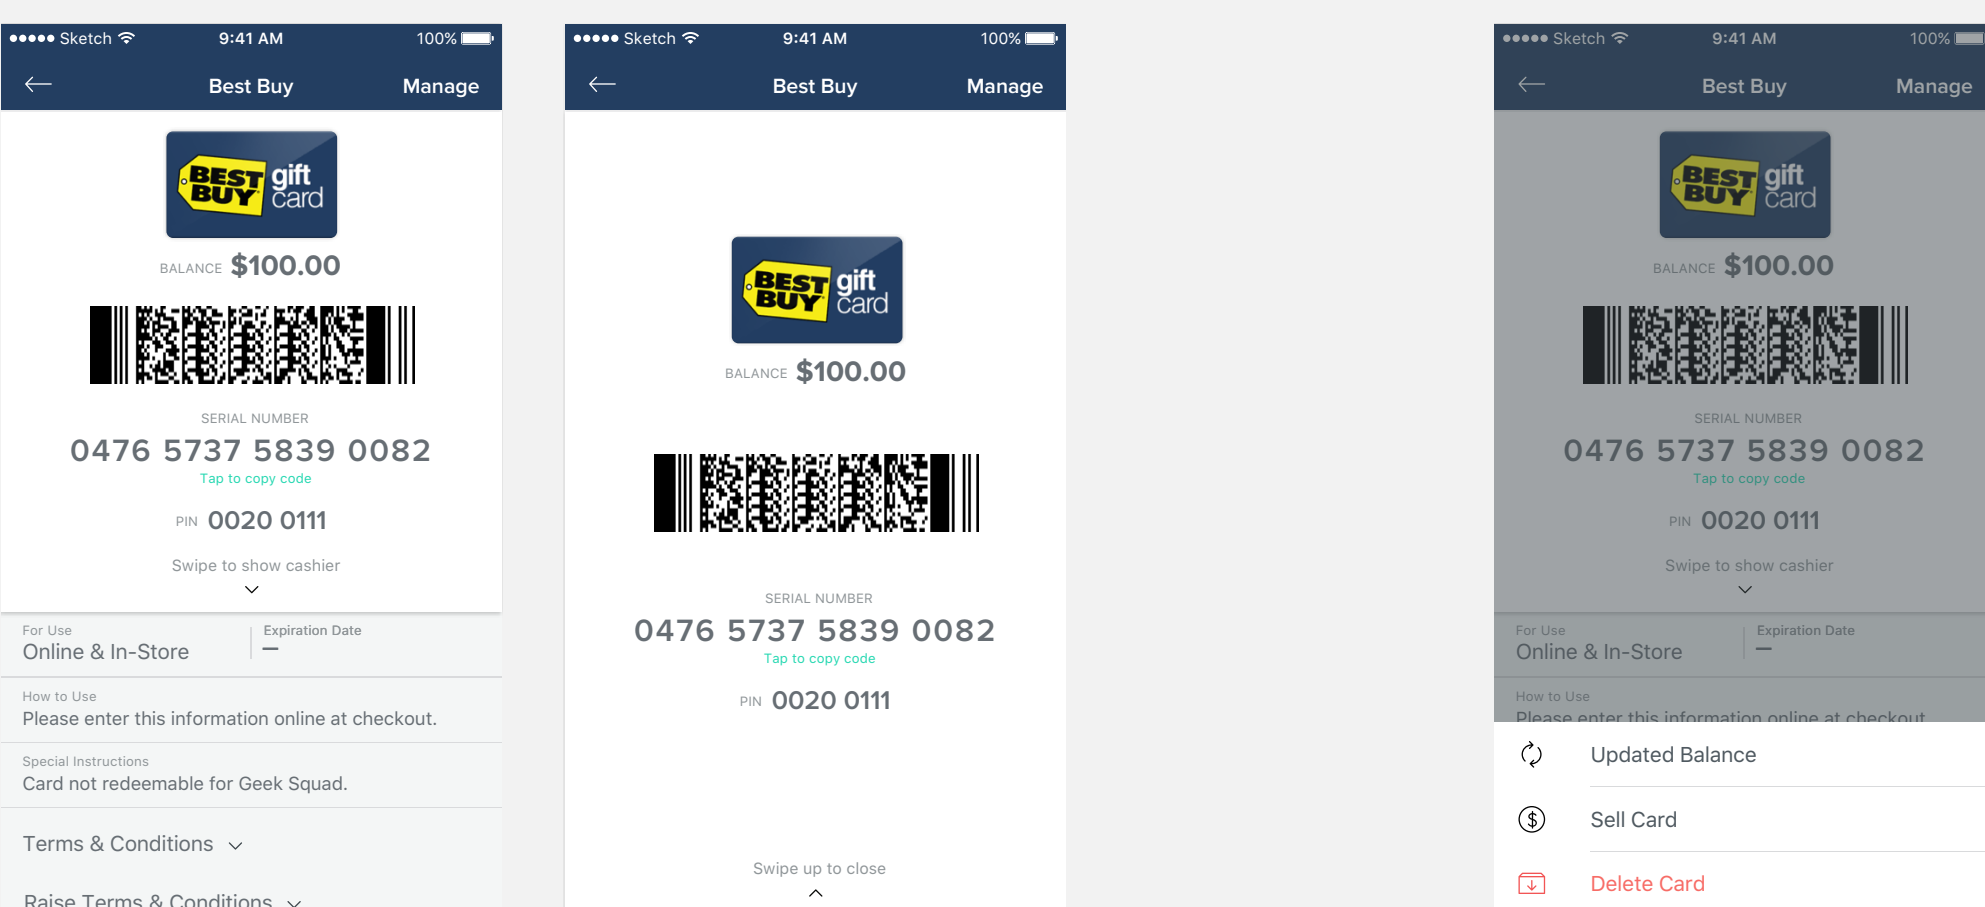 Sketch 9:41 AM 100%
Best Buy Manage
BEST BUY gift card
BALANCE $100.00
SERIAL NUMBER
0476 5737 5839 0082
Tap to copy code
PIN 0020 0111
Swipe to show cashier
For Use
Online & In-Store
Expiration Date
—
How to Use
Please enter this information online at checkout.
Special Instructions
Card not redeemable for Geek Squad.
Terms & Conditions
Raise Terms & Conditions
Sketch 9:41 AM 100%
Best Buy Manage
BEST BUY gift card
BALANCE $100.00
SERIAL NUMBER
0476 5737 5839 0082
Tap to copy code
PIN 0020 0111
Swipe up to close
Sketch 9:41 AM 100%
Best Buy Manage
BEST BUY gift card
BALANCE $100.00
SERIAL NUMBER
0476 5737 5839 0082
Tap to copy code
PIN 0020 0111
Swipe to show cashier
For Use
Online & In-Store
Expiration Date
—
How to Use
Please enter this information online at checkout
Updated Balance
Sell Card
Delete Card